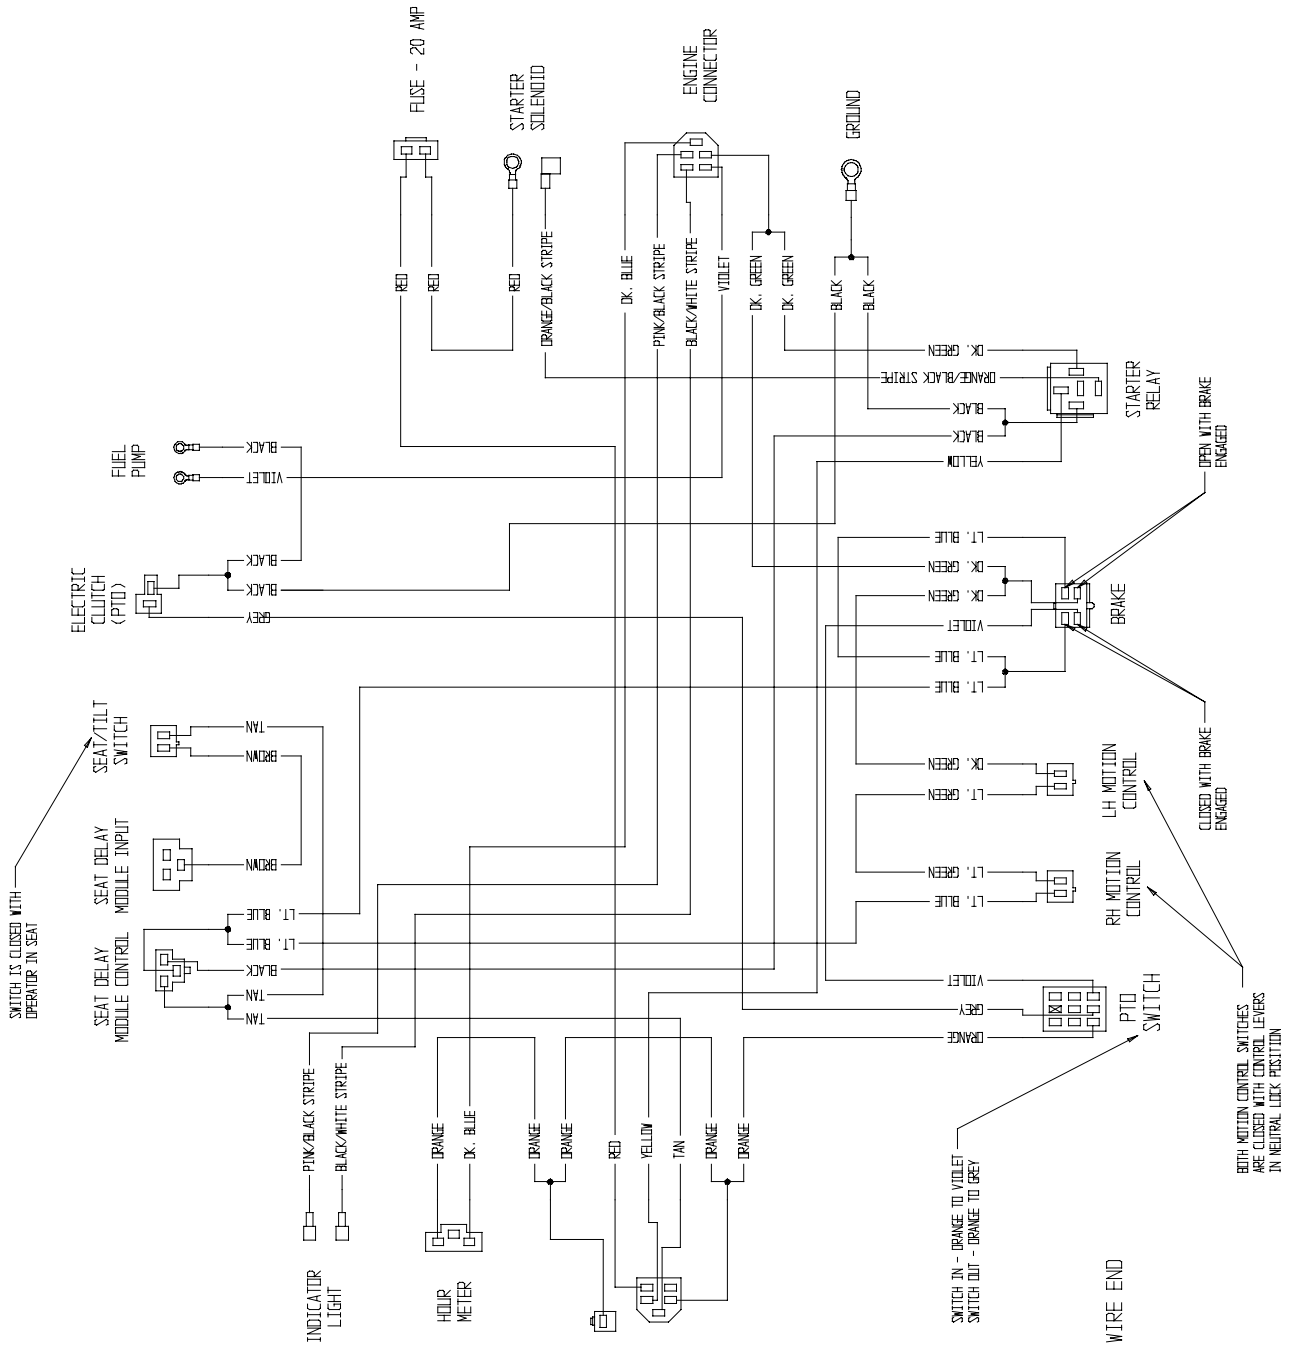 FUSE - 20 AMP
STARTER
SOLENOID
ENGINE
CONNECTOR
GROUND
RED
RED
RED
ORANGE/BLACK STRIPE
DK. BLUE
PINK/BLACK STRIPE
BLACK/WHITE STRIPE
VIOLET
DK. GREEN
DK. GREEN
BLACK
BLACK
DK. GREEN
ORANGE/BLACK STRIPE
BLACK
BLACK
YELLOW
STARTER
RELAY
OPEN WITH BRAKE
ENGAGED
FUEL
PUMP
BLACK
VIOLET
ELECTRIC
CLUTCH
(PTO)
BLACK
BLACK
GREY
LT. BLUE
DK. GREEN
DK. GREEN
VIOLET
LT. BLUE
LT. BLUE
BRAKE
CLOSED WITH BRAKE
ENGAGED
SEAT/TILT
SWITCH
TAN
BROWN
SEAT DELAY
MODULE INPUT
BROWN
DK. GREEN
LT. GREEN
LH MOTION
CONTROL
LT. GREEN
LT. BLUE
RH MOTION
CONTROL
SWITCH IS CLOSED WITH
OPERATOR IN SEAT
SEAT DELAY
MODULE CONTROL
LT. BLUE
LT. BLUE
BLACK
TAN
TAN
VIOLET
GREY
ORANGE
PTO
SWITCH
BOTH MOTION CONTROL SWITCHES
ARE CLOSED WITH CONTROL LEVERS
IN NEUTRAL LOCK POSITION
PINK/BLACK STRIPE
BLACK/WHITE STRIPE
ORANGE
DK. BLUE
ORANGE
ORANGE
RED
YELLOW
TAN
ORANGE
ORANGE
SWITCH IN - ORANGE TO VIOLET
SWITCH OUT - ORANGE TO GREY
INDICATOR
LIGHT
HOUR
METER
WIRE END